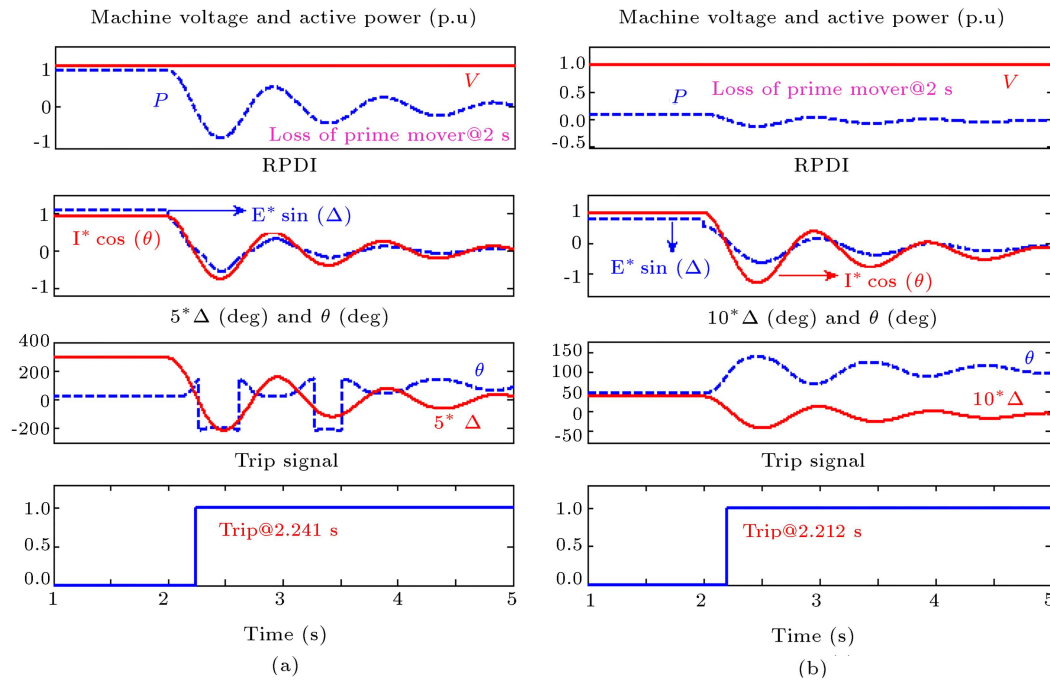 Machine voltage and active power (p.u)
1
0
-1
P
V
Loss of prime mover@2 s
RPDI
1
0
-1
E* sin (Δ)
I* cos (θ)
5*Δ (deg) and θ (deg)
400
200
0
-200
θ
5* Δ
Trip signal
1.0
0.5
0.0
Trip@2.241 s
1 2 3 4 5
Time (s)
(a)
Machine voltage and active power (p.u)
1.0
0.5
0.0
-0.5
P
V
Loss of prime mover@2 s
RPDI
1
0
-1
E* sin (Δ)
I* cos (θ)
10*Δ (deg) and θ (deg)
150
100
50
0
-50
θ
10*Δ
Trip signal
1.0
0.5
0.0
Trip@2.212 s
1 2 3 4 5
Time (s)
(b)